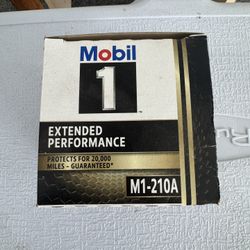 Mobil
1
EXTENDED
PERFORMANCE
PROTECTS FOR 20,000
MILES – GUARANTEED*
M1-210A